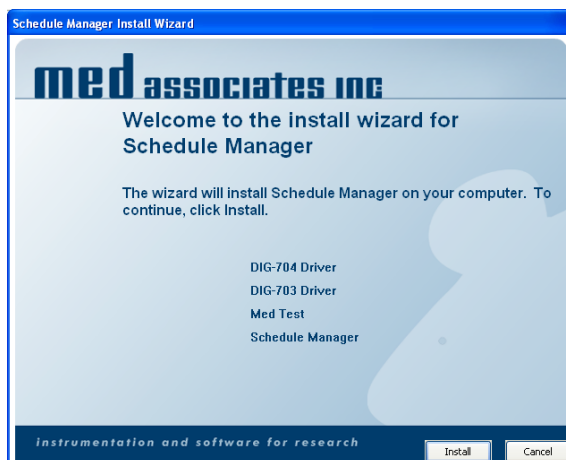 Schedule Manager Install Wizard
med associates inc
Welcome to the install wizard for
Schedule Manager
The wizard will install Schedule Manager on your computer. To
continue, click Install.
DIG-704 Driver
DIG-703 Driver
Med Test
Schedule Manager
instrumentation and software for research
Install
Cancel